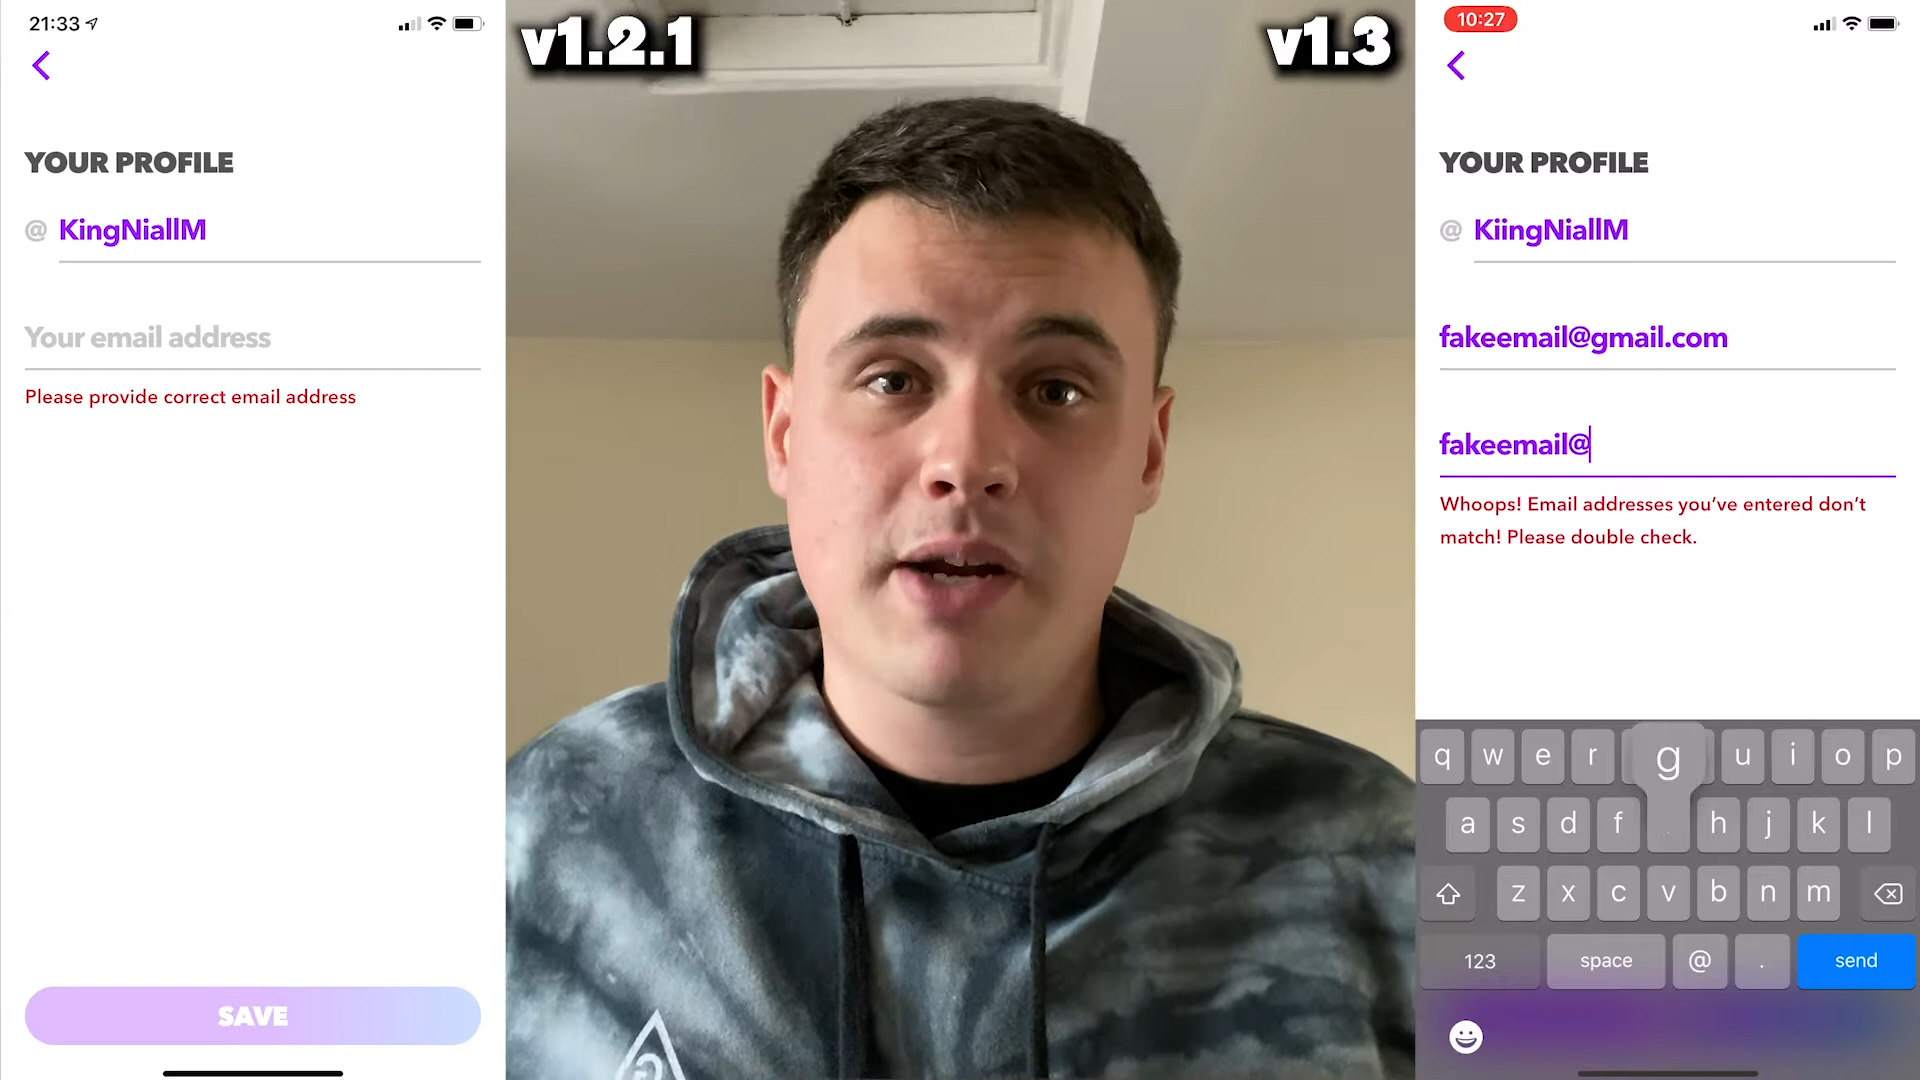 21:33
YOUR PROFILE
@ KingNiallM
Your email address
Please provide correct email address
SAVE
v1.2.1
v1.3
10:27
YOUR PROFILE
@ KiingNiallM
fakeemail@gmail.com
fakeemail@
Whoops! Email addresses you've entered don't
match! Please double check.
q w e r g u i o p
a s d f h j k l
z x c v b n m
123 space @ . send